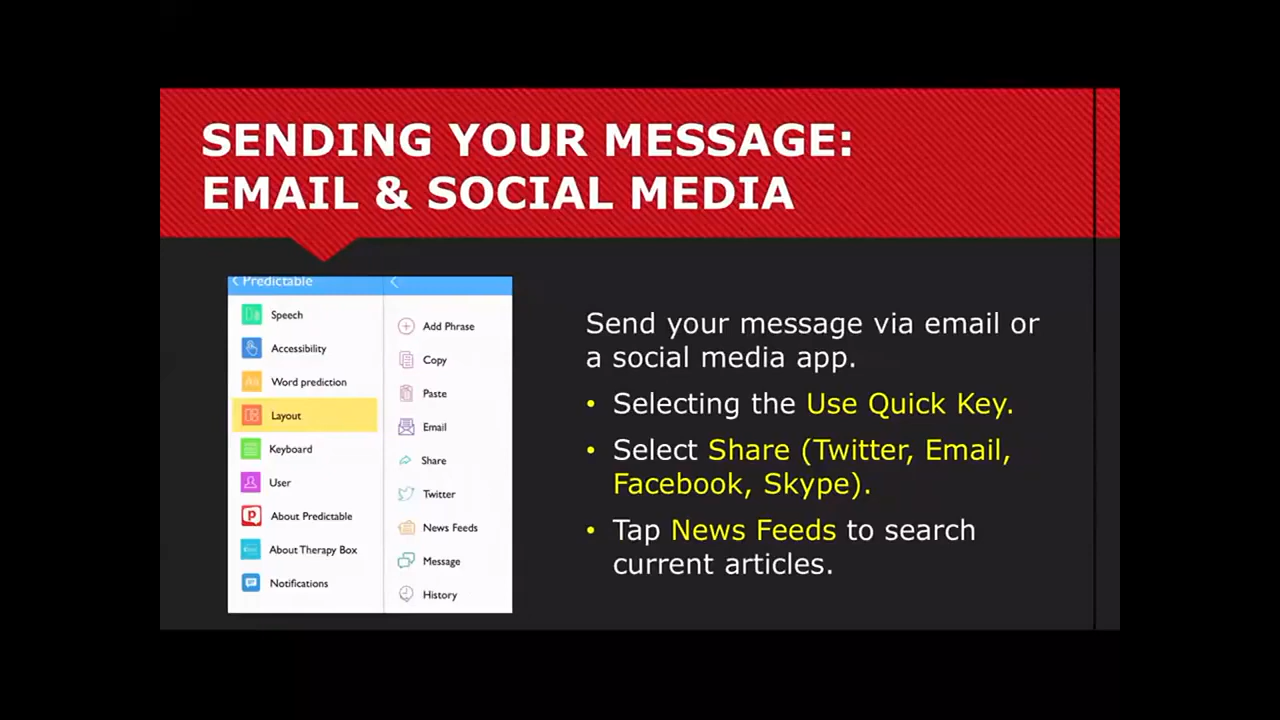 SENDING YOUR MESSAGE:
EMAIL & SOCIAL MEDIA
Predictable
Speech
Accessibility
Word prediction
Layout
Keyboard
User
About Predictable
About Therapy Box
Notifications
Add Phrase
Copy
Paste
Email
Share
Twitter
News Feeds
Message
History
Send your message via email or
a social media app.
• Selecting the Use Quick Key.
• Select Share (Twitter, Email,
Facebook, Skype).
• Tap News Feeds to search
current articles.